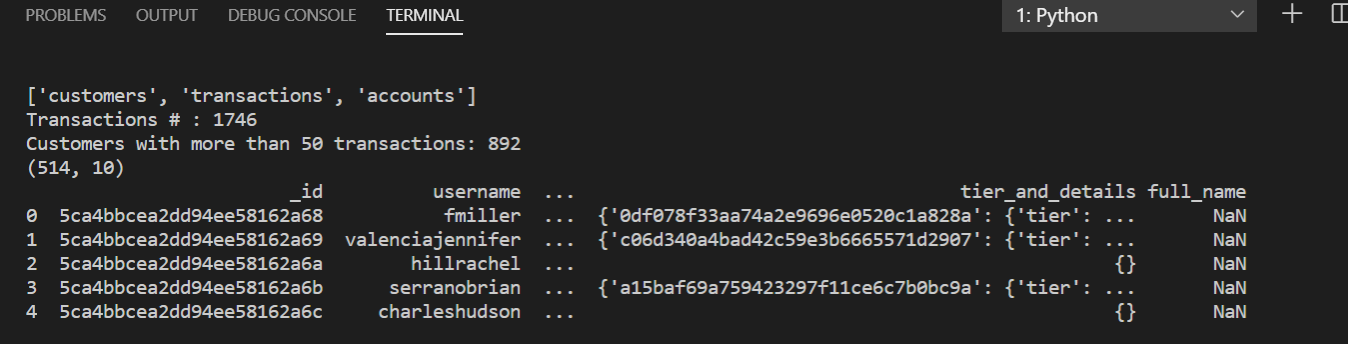 PROBLEMS OUTPUT DEBUG CONSOLE TERMINAL 1: Python
['customers', 'transactions', 'accounts']
Transactions # : 1746
Customers with more than 50 transactions: 892
(514, 10)
_id username ... tier_and_details full_name
0 5ca4bbcea2dd94ee58162a68 fmiller ... {'0df078f33aa74a2e9696e0520c1a828a': {'tier': ... NaN
1 5ca4bbcea2dd94ee58162a69 valenciajennifer ... {'c06d340a4bad42c59e3b6665571d2907': {'tier': ... NaN
2 5ca4bbcea2dd94ee58162a6a hillrachel ... {} NaN
3 5ca4bbcea2dd94ee58162a6b serranobrian ... {'a15baf69a759423297f11ce6c7b0bc9a': {'tier': ... NaN
4 5ca4bbcea2dd94ee58162a6c charleshudson ... {} NaN